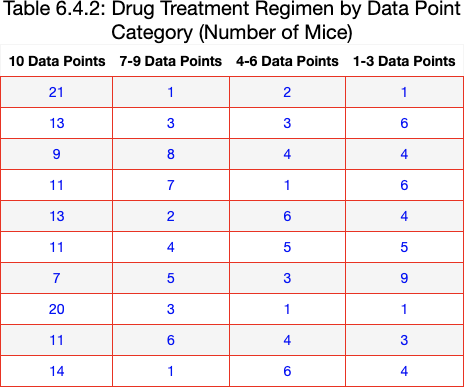 Table 6.4.2: Drug Treatment Regimen by Data Point
Category (Number of Mice)
10 Data Points 7-9 Data Points 4-6 Data Points 1-3 Data Points
21 1 2 1
13 3 3 6
9 8 4 4
11 7 1 6
13 2 6 4
11 4 5 5
7 5 3 9
20 3 1 1
11 6 4 3
14 1 6 4